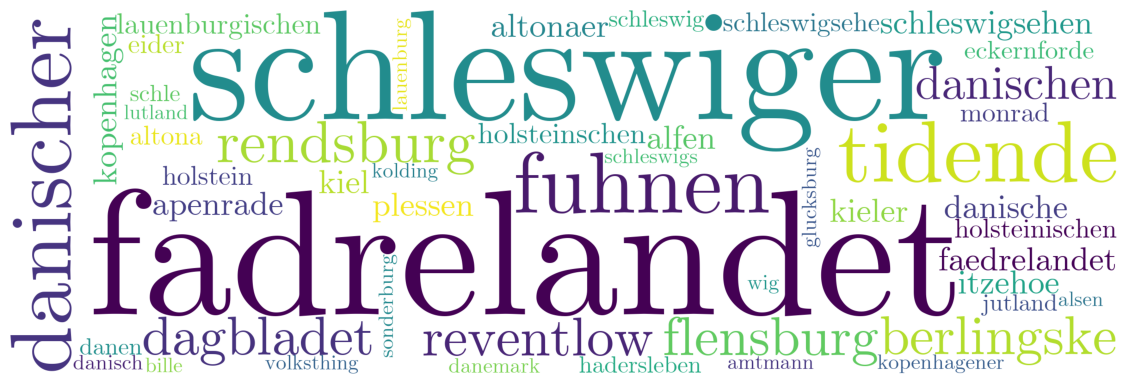 danischer
schleswiger
fadrelandet
lauenburgischen
eider
kopenhagen
lauenburg
altonaer
schleswig
schleswigsehe
schleswigsehen
eckernforde
danischen
monrad
schle
lutland
altona
rendsburg
holsteinschen
alfen
schleswigs
tidende
holstein
kiel
kolding
apenrade
plessen
fuhnen
glucksburg
kieler
danische
holsteinischen
faedrelandet
itzehoe
wig
jutland
alsen
sonderburg
danen
dagbladet
reventlow
flensburg
berlingske
danisch
bille
volksthing
danemark
hadersleben
amtmann
kopenhagener